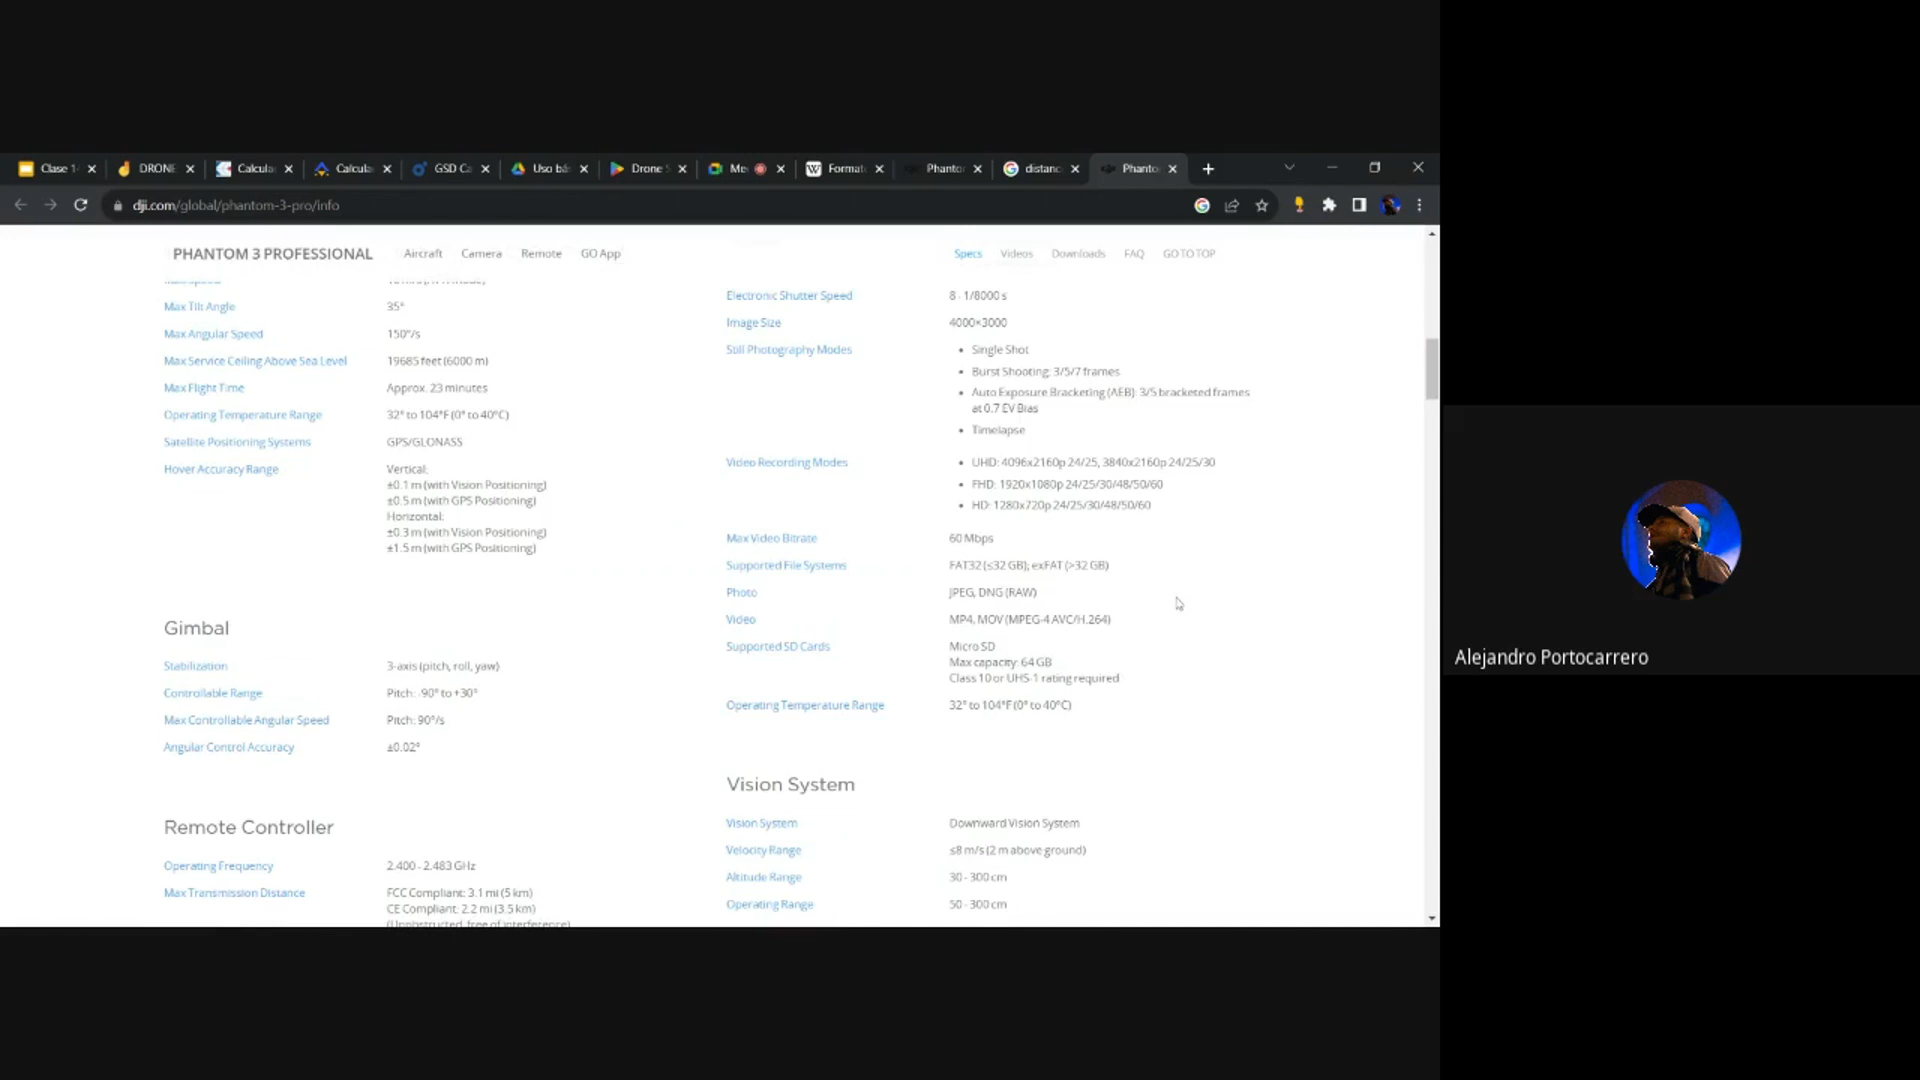 Clase 1-
DRONE
Calcula
Calcula
GSD Ca
Uso bás
Drone S
Me
Format
Phantom
distanc
Phanto
dji.com/global/phantom-3-pro/info
PHANTOM 3 PROFESSIONAL
Aircraft
Camera
Remote
GO App
Specs
Videos
Downloads
FAQ
GO TO TOP
Max Tilt Angle 35°
Max Angular Speed 150°/s
Max Service Ceiling Above Sea Level 19685 feet (6000 m)
Max Flight Time Approx. 23 minutes
Operating Temperature Range 32° to 104°F (0° to 40°C)
Satellite Positioning Systems GPS/GLONASS
Hover Accuracy Range Vertical:
±0.1 m (with Vision Positioning)
±0.5 m (with GPS Positioning)
Horizontal:
±0.3 m (with Vision Positioning)
±1.5 m (with GPS Positioning)
Gimbal
Stabilization 3-axis (pitch, roll, yaw)
Controllable Range Pitch: -90° to +30°
Max Controllable Angular Speed Pitch: 90°/s
Angular Control Accuracy ±0.02°
Remote Controller
Operating Frequency 2.400 - 2.483 GHz
Max Transmission Distance FCC Compliant: 3.1 mi (5 km)
CE Compliant: 2.2 mi (3.5 km)
(Unobstructed, free of interference)
Electronic Shutter Speed 8 - 1/8000 s
Image Size 4000×3000
Still Photography Modes • Single Shot
• Burst Shooting: 3/5/7 frames
• Auto Exposure Bracketing (AEB): 3/5 bracketed frames
at 0.7 EV Bias
• Timelapse
Video Recording Modes • UHD: 4096x2160p 24/25, 3840x2160p 24/25/30
• FHD: 1920x1080p 24/25/30/48/50/60
• HD: 1280x720p 24/25/30/48/50/60
Max Video Bitrate 60 Mbps
Supported File Systems FAT32 (≤32 GB); exFAT (>32 GB)
Photo JPEG, DNG (RAW)
Video MP4, MOV (MPEG-4 AVC/H.264)
Supported SD Cards Micro SD
Max capacity: 64 GB
Class 10 or UHS-1 rating required
Operating Temperature Range 32° to 104°F (0° to 40°C)
Vision System
Vision System Downward Vision System
Velocity Range ≤8 m/s (2 m above ground)
Altitude Range 30 - 300 cm
Operating Range 50 - 300 cm
Alejandro Portocarrero